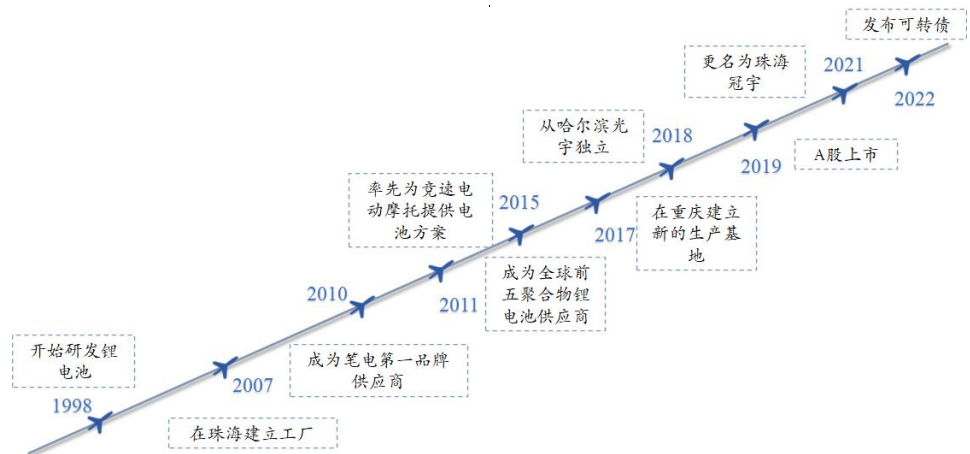 发布可转债
更名为珠海
冠宇
2021
2022
从哈尔滨光
宇独立
2018
2019
A股上市
率先为竞速电
动摩托提供电
池方案
2015
2017
在重庆建立
新的生产基
地
2010
2011
成为全球前
五聚合物锂
电池供应商
开始研发锂
电池
1998
2007
成为笔电第一品牌
供应商
在珠海建立工厂